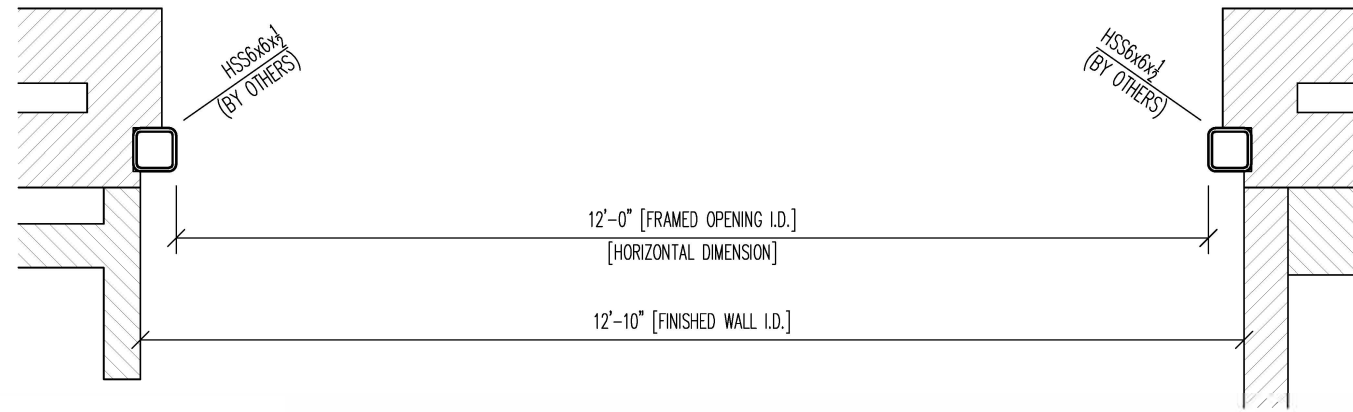 HSS6x6x1/2
(BY OTHERS)
HSS6x6x1/2
(BY OTHERS)
12'-0" [FRAMED OPENING I.D.]
[HORIZONTAL DIMENSION]
12'-10" [FINISHED WALL I.D.]